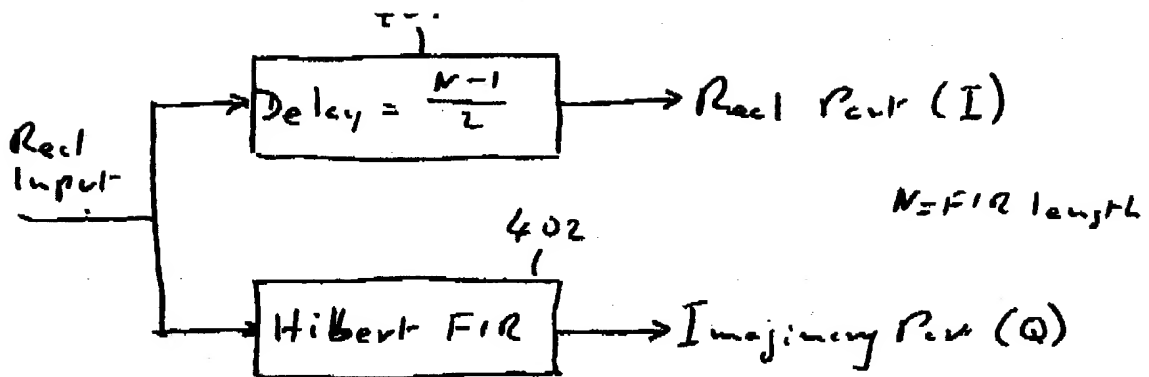 Delay = N-1/2
Real Part (I)
Real
Input
N=FIR length
402
Hilbert FIR
Imaginary Part (Q)